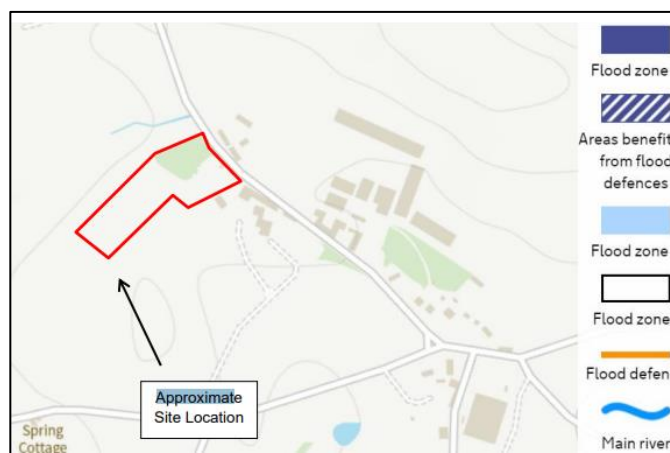 Flood zone
Areas benefit
from flood
defences
Flood zone
Flood zone
Flood defen
Main river
Approximate
Site Location
Spring
Cottage